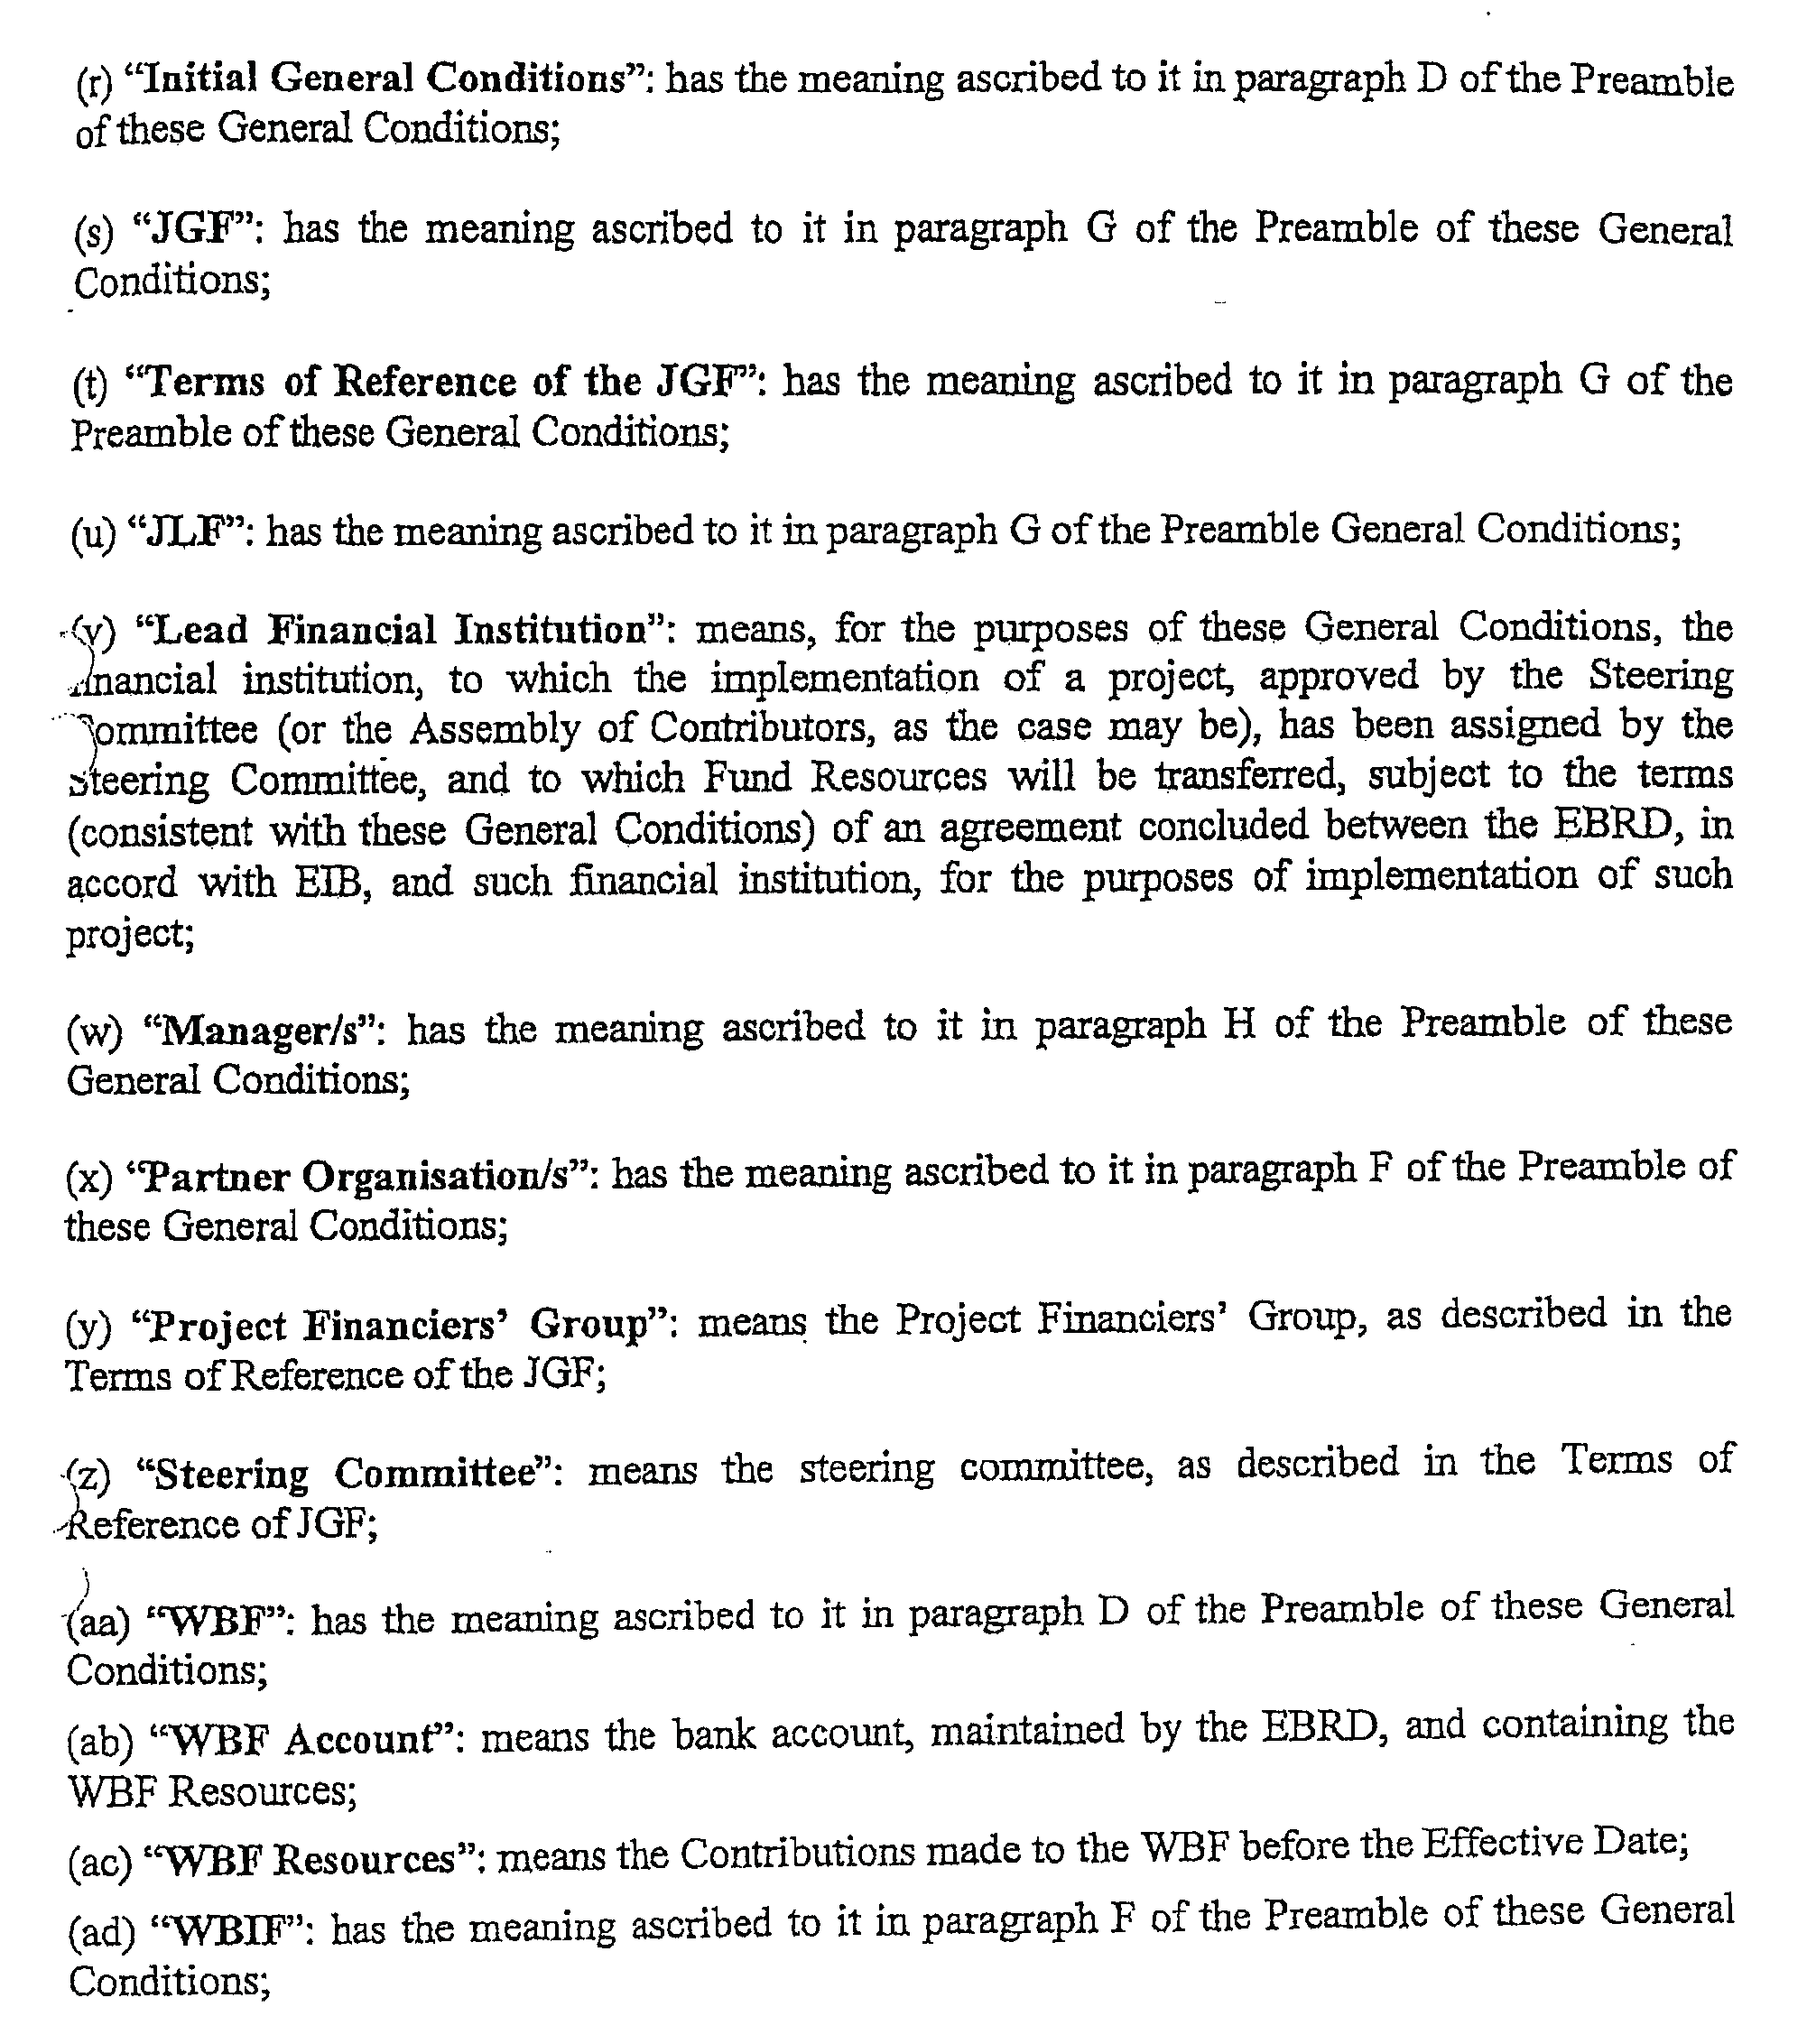 (r) “Initial General Conditions”: has the meaning ascribed to it in paragraph D of the Preamble
of these General Conditions;
(s) “JGF”: has the meaning ascribed to it in paragraph G of the Preamble of these General
Conditions;
(t) “Terms of Reference of the JGF”: has the meaning ascribed to it in paragraph G of the
Preamble of these General Conditions;
(u) “JLF”: has the meaning ascribed to it in paragraph G of the Preamble General Conditions;
(v) “Lead Financial Institution”: means, for the purposes of these General Conditions, the
financial institution, to which the implementation of a project, approved by the Steering
Committee (or the Assembly of Contributors, as the case may be), has been assigned by the
Steering Committee, and to which Fund Resources will be transferred, subject to the terms
(consistent with these General Conditions) of an agreement concluded between the EBRD, in
accord with EIB, and such financial institution, for the purposes of implementation of such
project;
(w) “Manager/s”: has the meaning ascribed to it in paragraph H of the Preamble of these
General Conditions;
(x) “Partner Organisation/s”: has the meaning ascribed to it in paragraph F of the Preamble of
these General Conditions;
(y) “Project Financiers’ Group”: means the Project Financiers’ Group, as described in the
Terms of Reference of the JGF;
(z) “Steering Committee”: means the steering committee, as described in the Terms of
Reference of JGF;
(aa) “WBF”: has the meaning ascribed to it in paragraph D of the Preamble of these General
Conditions;
(ab) “WBF Account”: means the bank account, maintained by the EBRD, and containing the
WBF Resources;
(ac) “WBF Resources”: means the Contributions made to the WBF before the Effective Date;
(ad) “WBIF”: has the meaning ascribed to it in paragraph F of the Preamble of these General
Conditions;